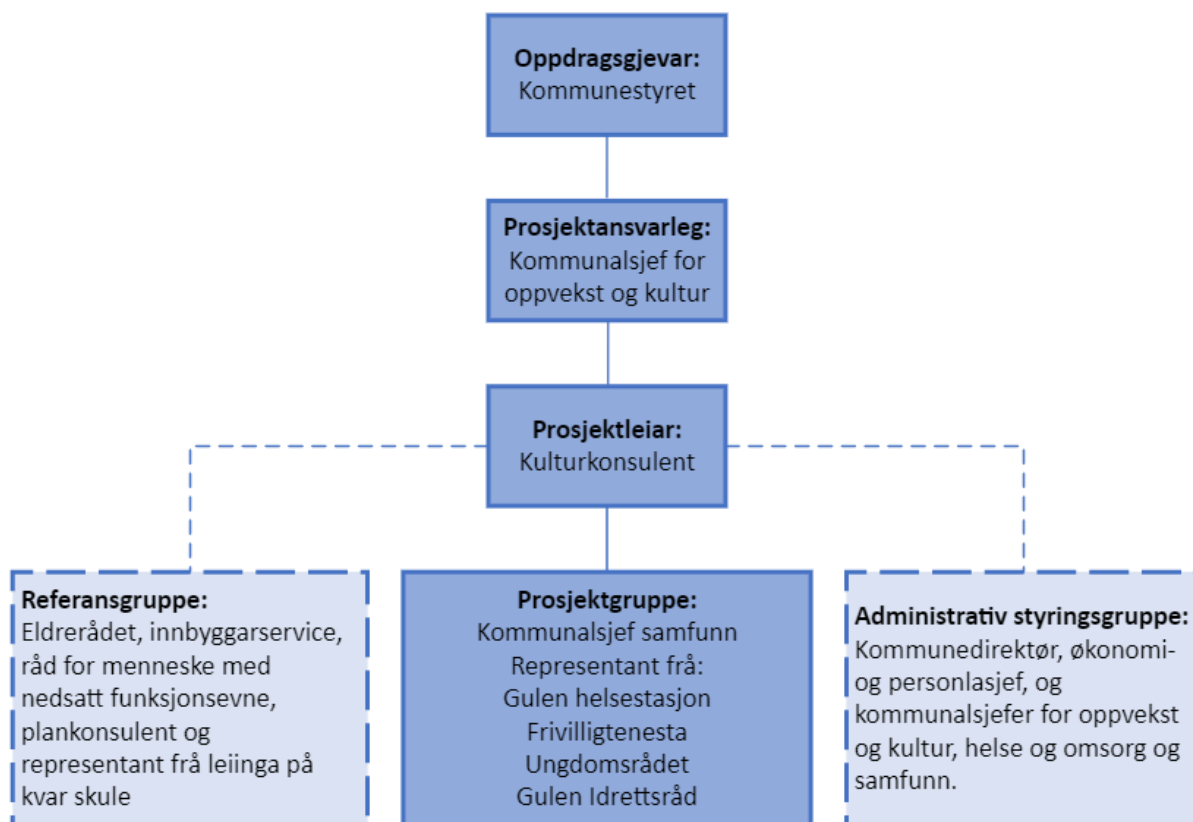 Oppdragsgjevar:
Kommunestyret
Prosjektansvarleg:
Kommunalsjef for
oppvekst og kultur
Prosjektleiar:
Kulturkonsulent
Referansgruppe:
Eldrerådet, innbyggarservice,
råd for menneske med
nedsatt funksjonsevne,
plankonsulent og
representant frå leiinga på
kvar skule
Prosjektgruppe:
Kommunalsjef samfunn
Representant frå:
Gulen helsestasjon
Frivilligtenesta
Ungdomsrådet
Gulen Idrettsråd
Administrativ styringsgruppe:
Kommunedirektør, økonomi-
og personlasjef, og
kommunalsjefer for oppvekst
og kultur, helse og omsorg og
samfunn.